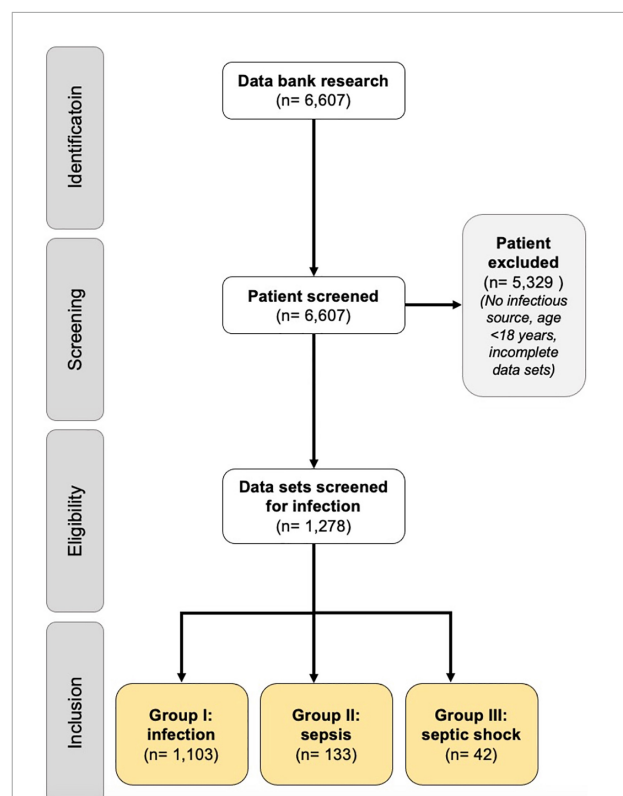 Identificatoin
Data bank research
(n= 6,607)
Screening
Patient screened
(n= 6,607)
Patient
excluded
(n= 5,329 )
(No infectious
source, age
<18 years,
incomplete
data sets)
Eligibility
Data sets screened
for infection
(n= 1,278)
Inclusion
Group I:
infection
(n= 1,103)
Group II:
sepsis
(n= 133)
Group III:
septic shock
(n= 42)